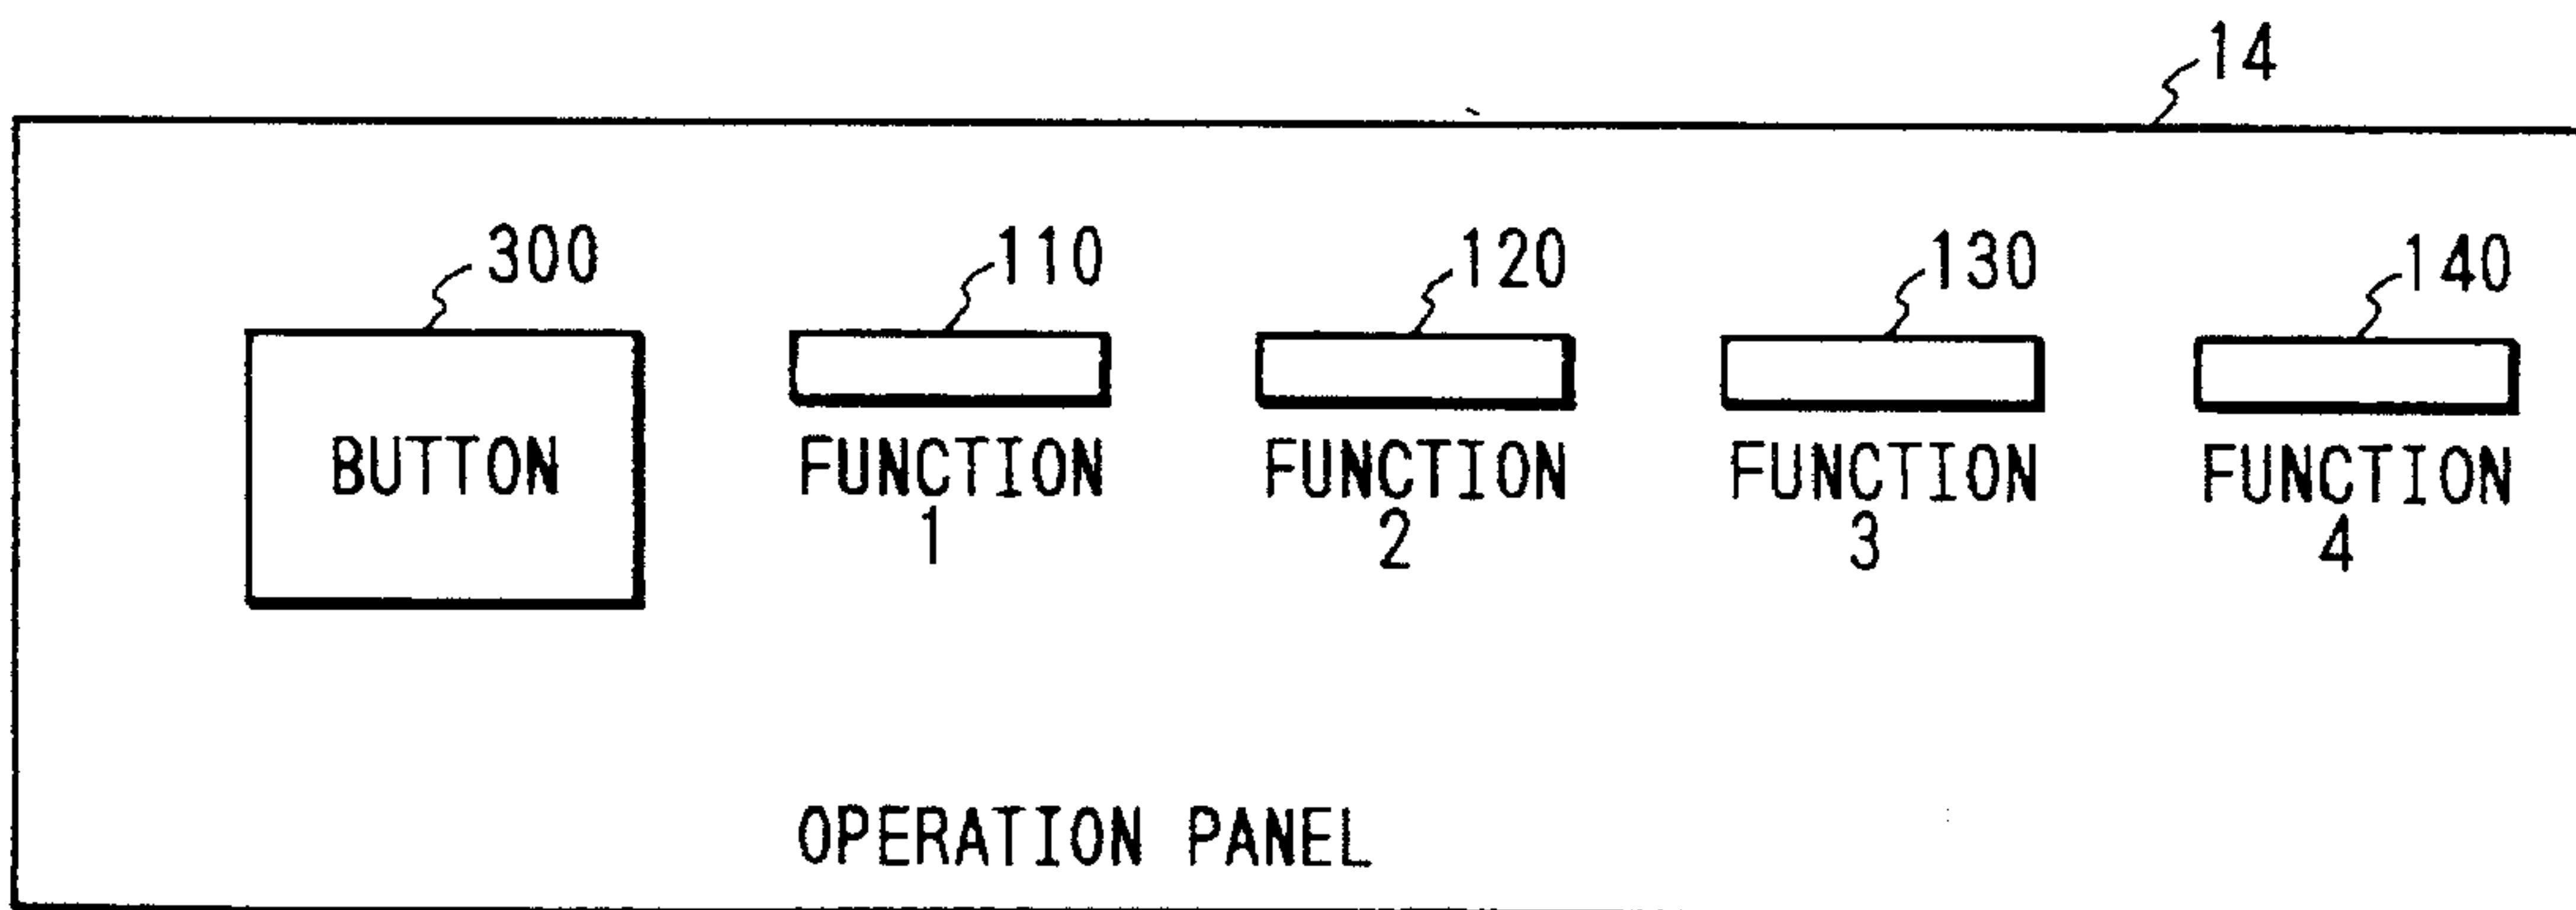 14
300
110
120
130
140
BUTTON
FUNCTION
1
FUNCTION
2
FUNCTION
3
FUNCTION
4
OPERATION PANEL